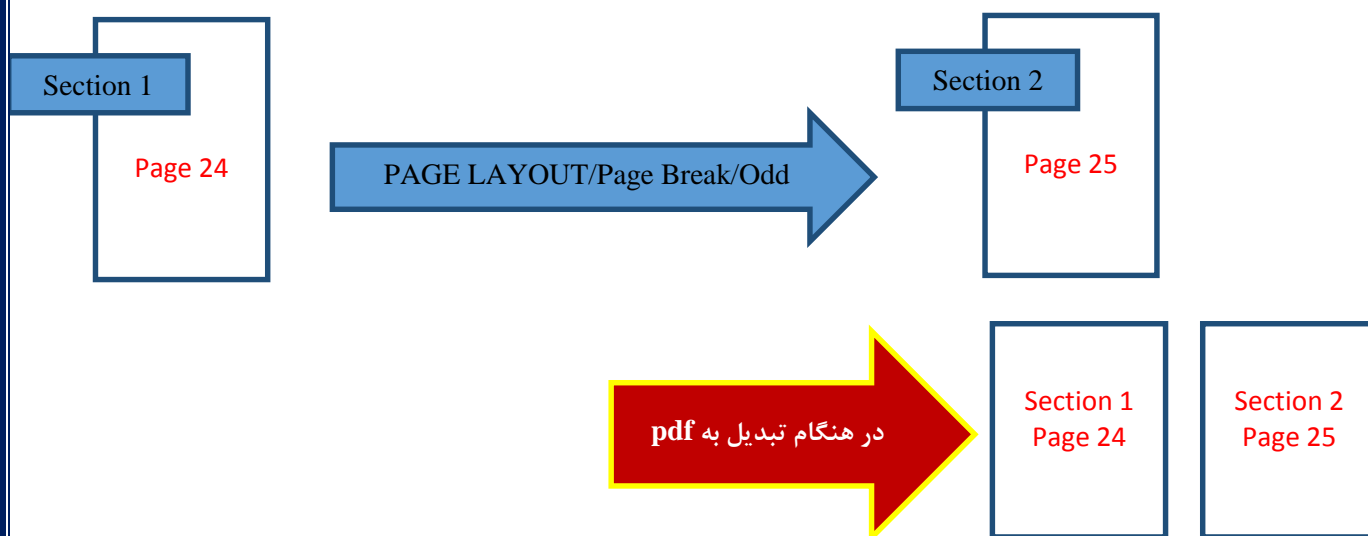 Section 1
Page 24
PAGE LAYOUT/Page Break/Odd
Section 2
Page 25
در هنگام تبدیل به pdf
Section 1
Page 24
Section 2
Page 25